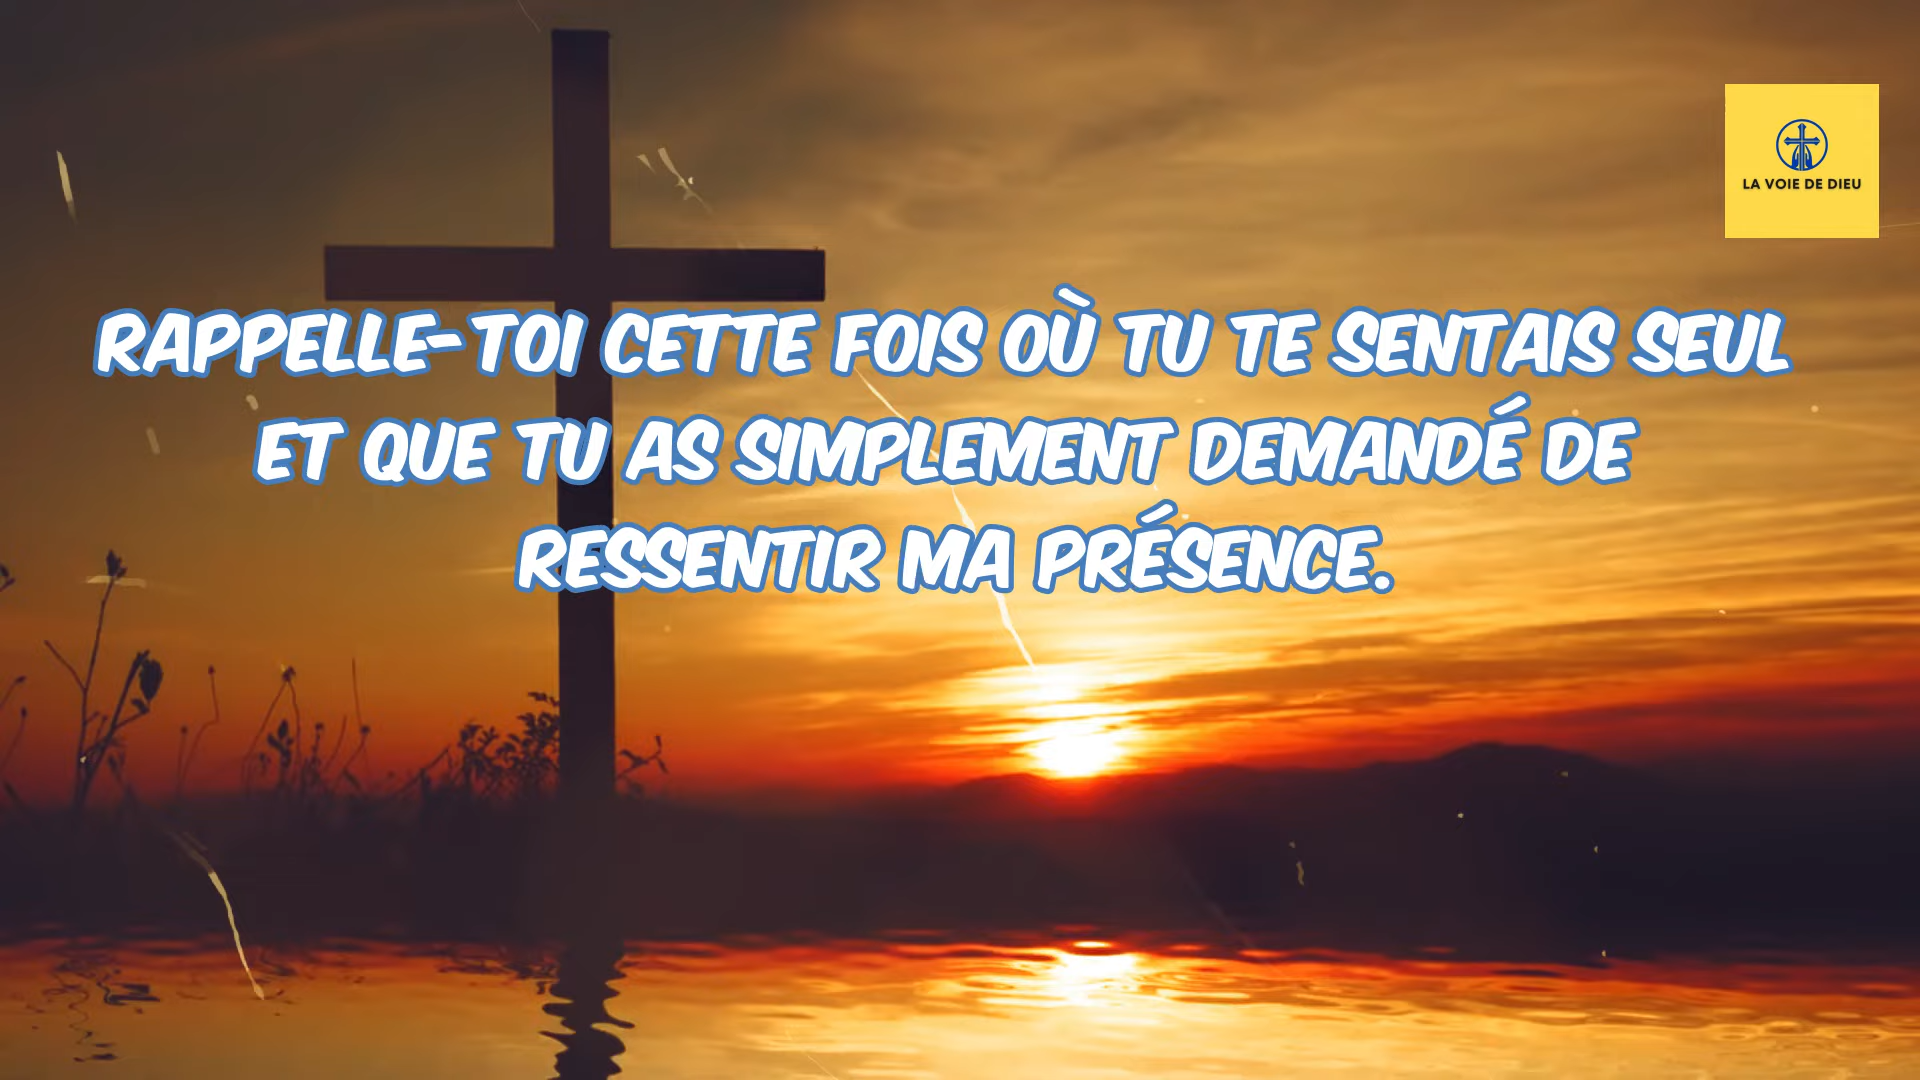 LA VOIE DE DIEU
RAPPELLE-TOI CETTE FOIS OÙ TU TE SENTAIS SEUL
ET QUE TU AS SIMPLEMENT DEMANDÉ DE
RESSENTIR MA PRÉSENCE.